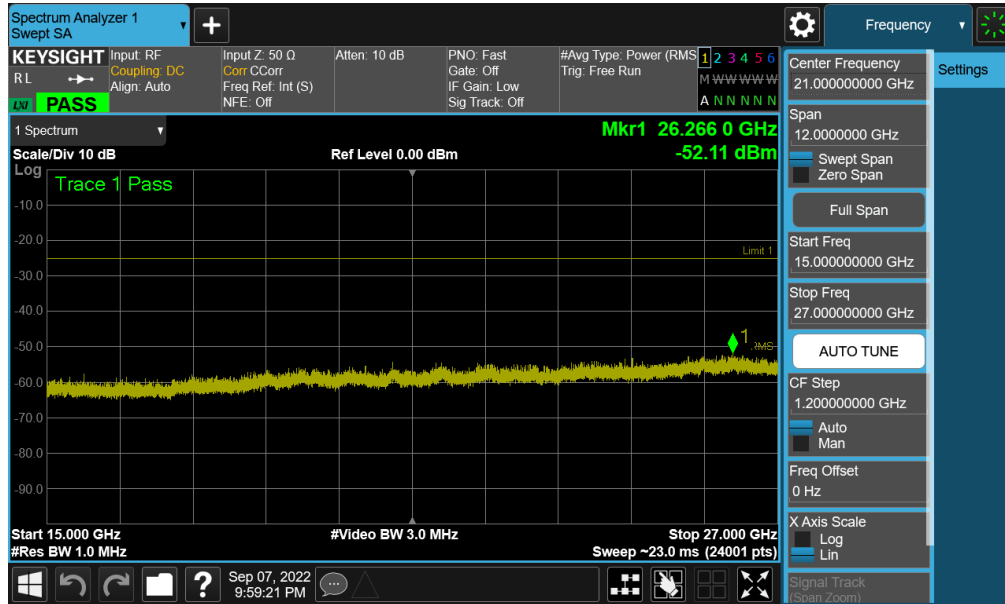 Spectrum Analyzer 1
Swept SA
Frequency
KEYSIGHT
R L
LXI
PASS
Input: RF
Coupling: DC
Align: Auto
Input Z: 50 Ω
Corr CCorr
Freq Ref: Int (S)
NFE: Off
Atten: 10 dB
PNO: Fast
Gate: Off
IF Gain: Low
Sig Track: Off
#Avg Type: Power (RMS
Trig: Free Run
1 2 3 4 5 6
M W W W W W
A N N N N N
1 Spectrum
Scale/Div 10 dB
Ref Level 0.00 dBm
Mkr1 26.266 0 GHz
-52.11 dBm
Log
Trace 1 Pass
-10.0
-20.0
-30.0
-40.0
-50.0
-60.0
-70.0
-80.0
-90.0
Limit 1
1
RMS
Start 15.000 GHz
#Res BW 1.0 MHz
#Video BW 3.0 MHz
Stop 27.000 GHz
Sweep ~23.0 ms (24001 pts)
Center Frequency
21.000000000 GHz
Span
12.0000000 GHz
Swept Span
Zero Span
Full Span
Start Freq
15.000000000 GHz
Stop Freq
27.000000000 GHz
AUTO TUNE
CF Step
1.200000000 GHz
Auto
Man
Freq Offset
0 Hz
X Axis Scale
Log
Lin
Signal Track
(Span Zoom)
Settings
?
Sep 07, 2022
9:59:21 PM